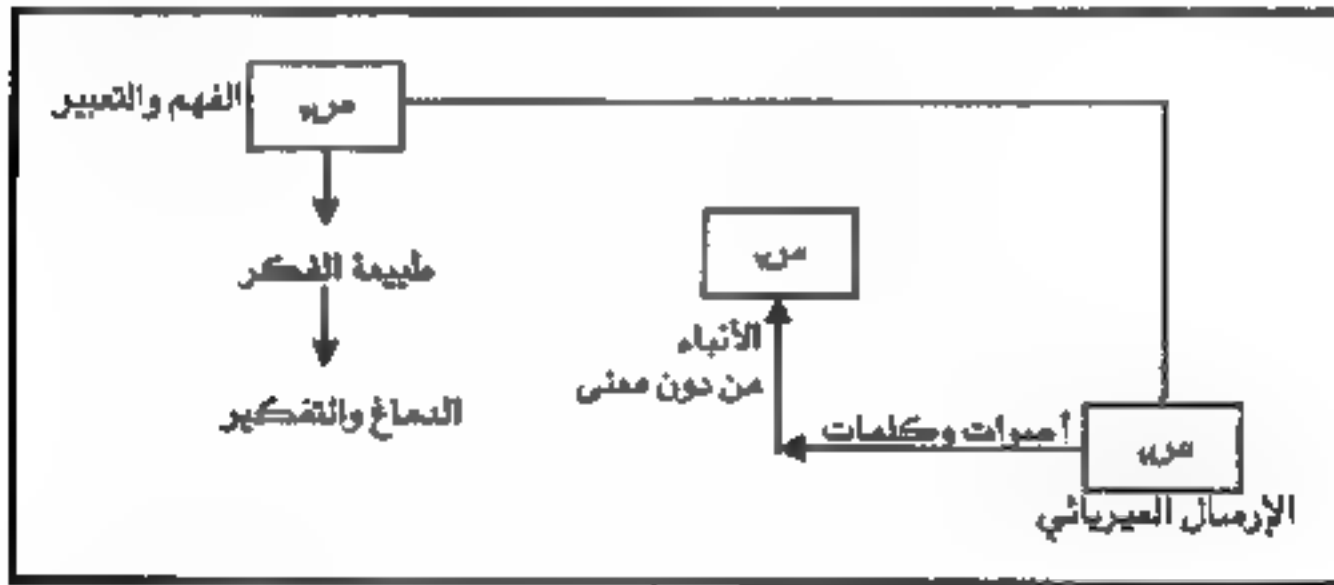 الفهم والتعبير
طبيعة الفكر
الدماغ والتفكير
الأنباء
من دون معنى
أصوات وكلمات
الإرسال الفيزيائي